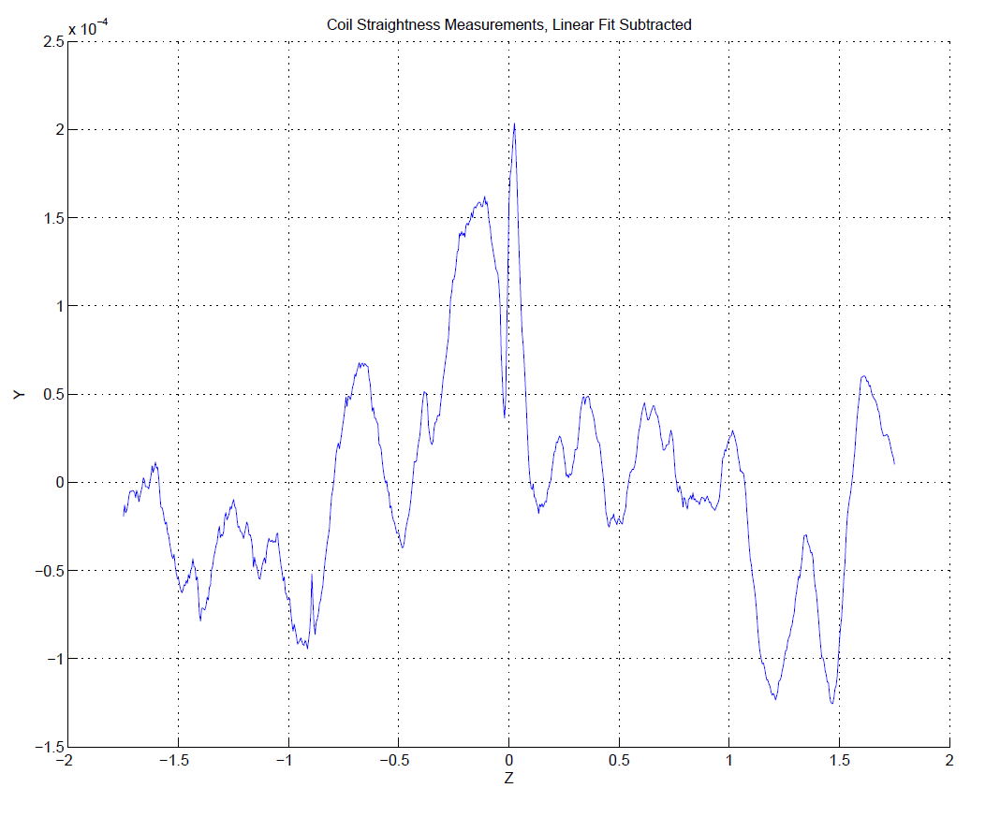 Coil Straightness Measurements, Linear Fit Subtracted
x 10⁻⁴
2.5
2
1.5
1
0.5
0
−0.5
−1
−1.5
Y
−2 −1.5 −1 −0.5 0 0.5 1 1.5 2
Z